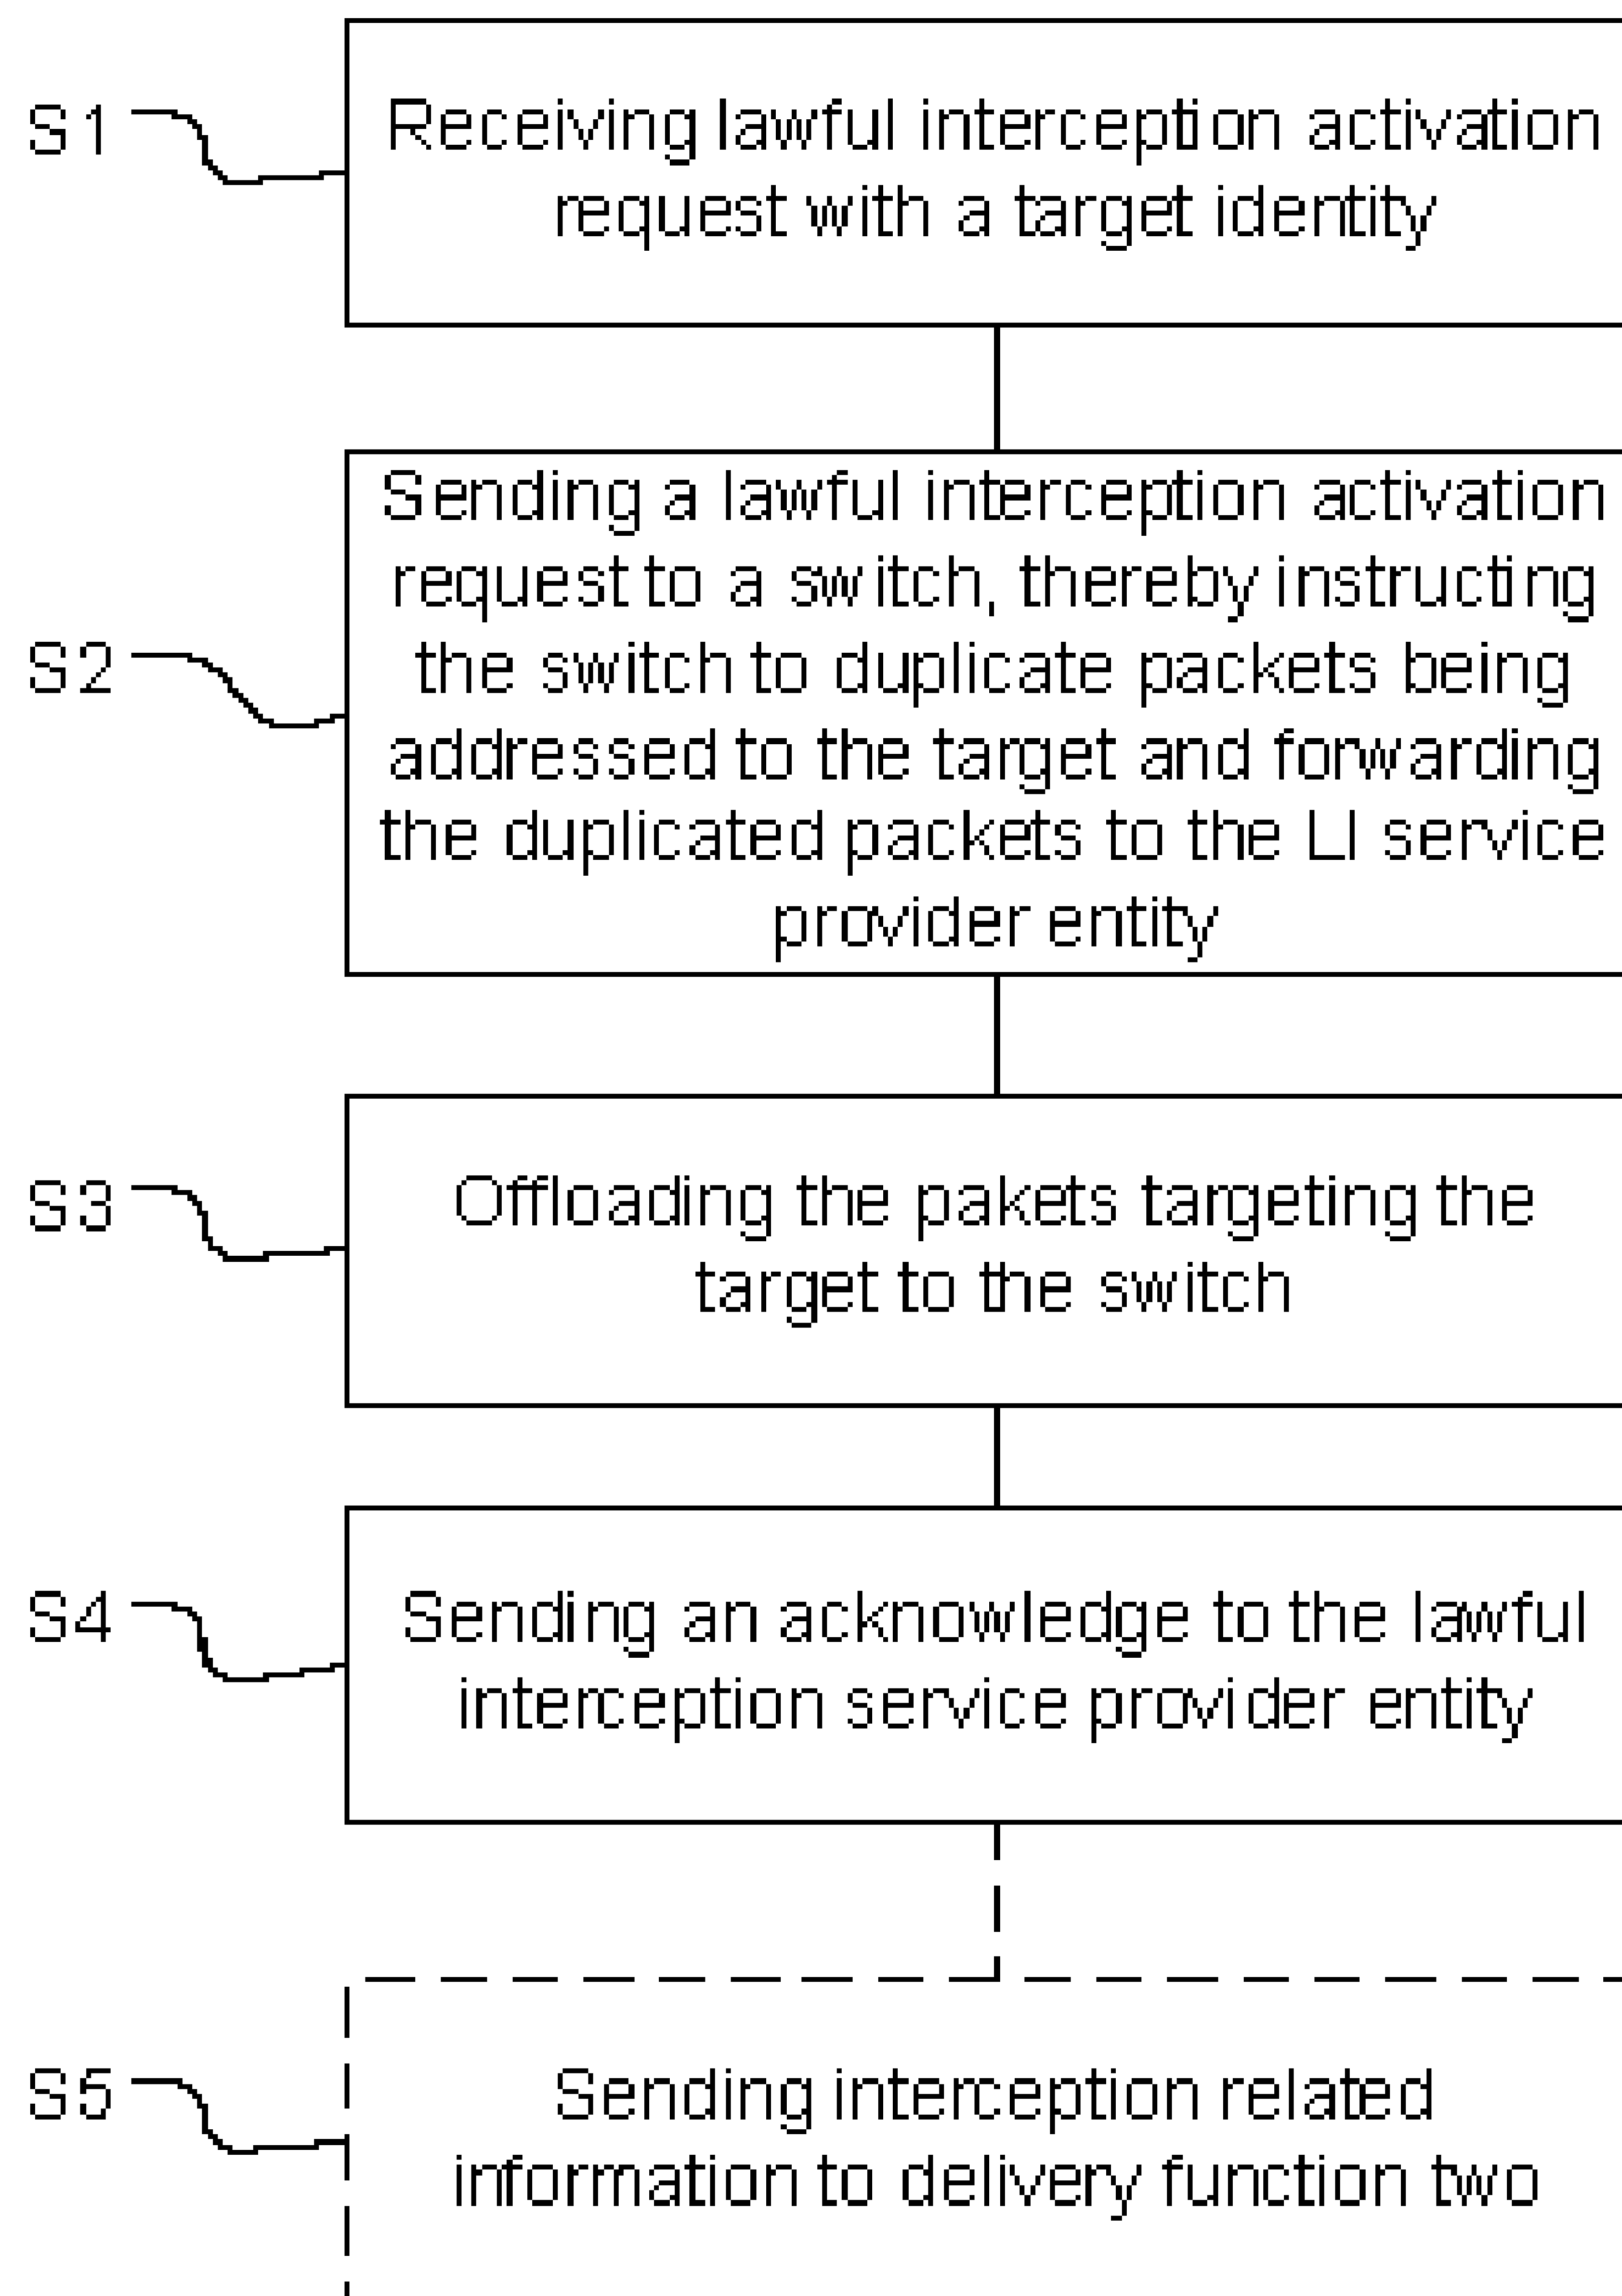 S1
Receiving lawful interception activation
request with a target identity
S2
Sending a lawful interception activation
request to a switch, thereby instructing
the switch to duplicate packets being
addressed to the target and forwarding
the duplicated packets to the LI service
provider entity
S3
Offloading the pakets targeting the
target to the switch
S4
Sending an acknowledge to the lawful
interception service provider entity
S5
Sending interception related
information to delivery function two